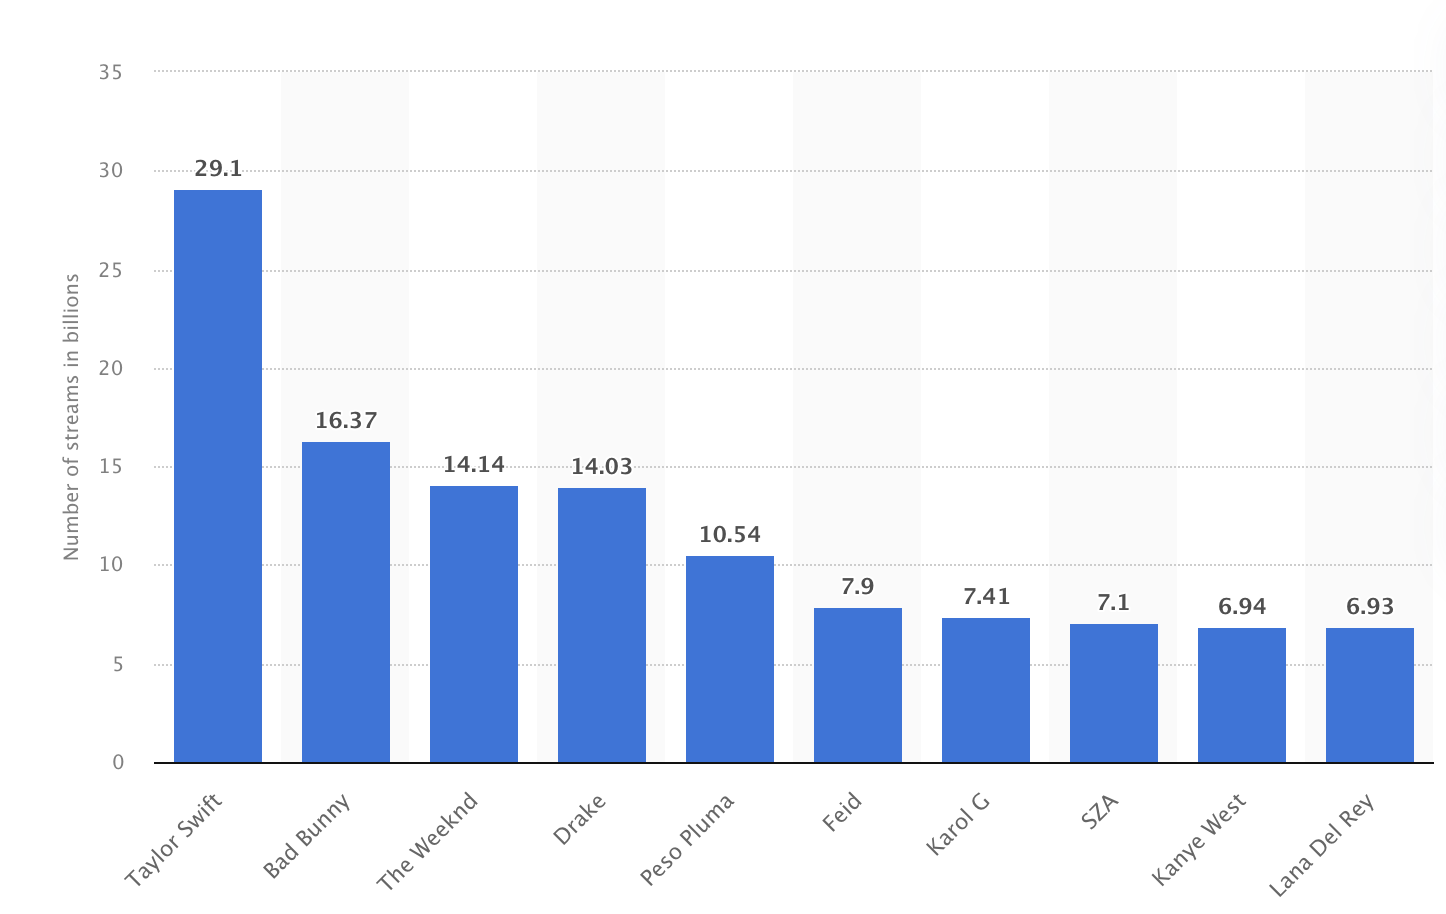 35
30
25
20
15
10
5
0
Number of streams in billions
29.1
16.37
14.14
14.03
10.54
7.9
7.41
7.1
6.94
6.93
Taylor Swift
Bad Bunny
The Weeknd
Drake
Peso Pluma
Feid
Karol G
SZA
Kanye West
Lana Del Rey